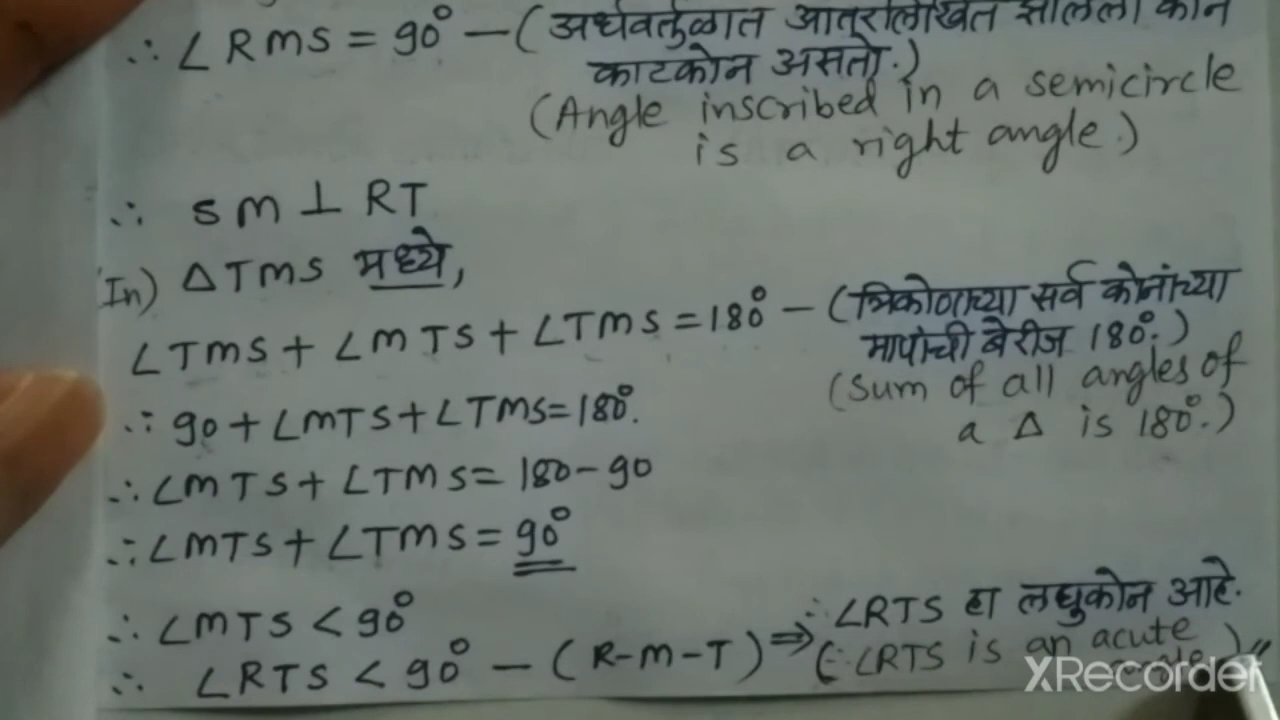 ∴ ∠RMS = 90° — (अर्धवर्तुळात आंतरलिखित झालेला कोन
काटकोन असतो.)
(Angle inscribed in a semicircle
is a right angle.)
∴ SM ⊥ RT
In) ΔTMS मध्ये,
∠TMS + ∠MTS + ∠TMS = 180° — (त्रिकोणाच्या सर्व कोनांच्या
मापांची बेरीज 180°.)
(Sum of all angles of
a Δ is 180°.)
∴ 90 + ∠MTS + ∠TMS = 180°.
∴ ∠MTS + ∠TMS = 180 - 90
∴ ∠MTS + ∠TMS = 90°
∴ ∠MTS < 90°
∴ ∠RTS < 90° — (R-M-T) ⇒ ∴ ∠RTS हा लघुकोन आहे.
(∴ ∠RTS is an acute
angle.)
XRecorder